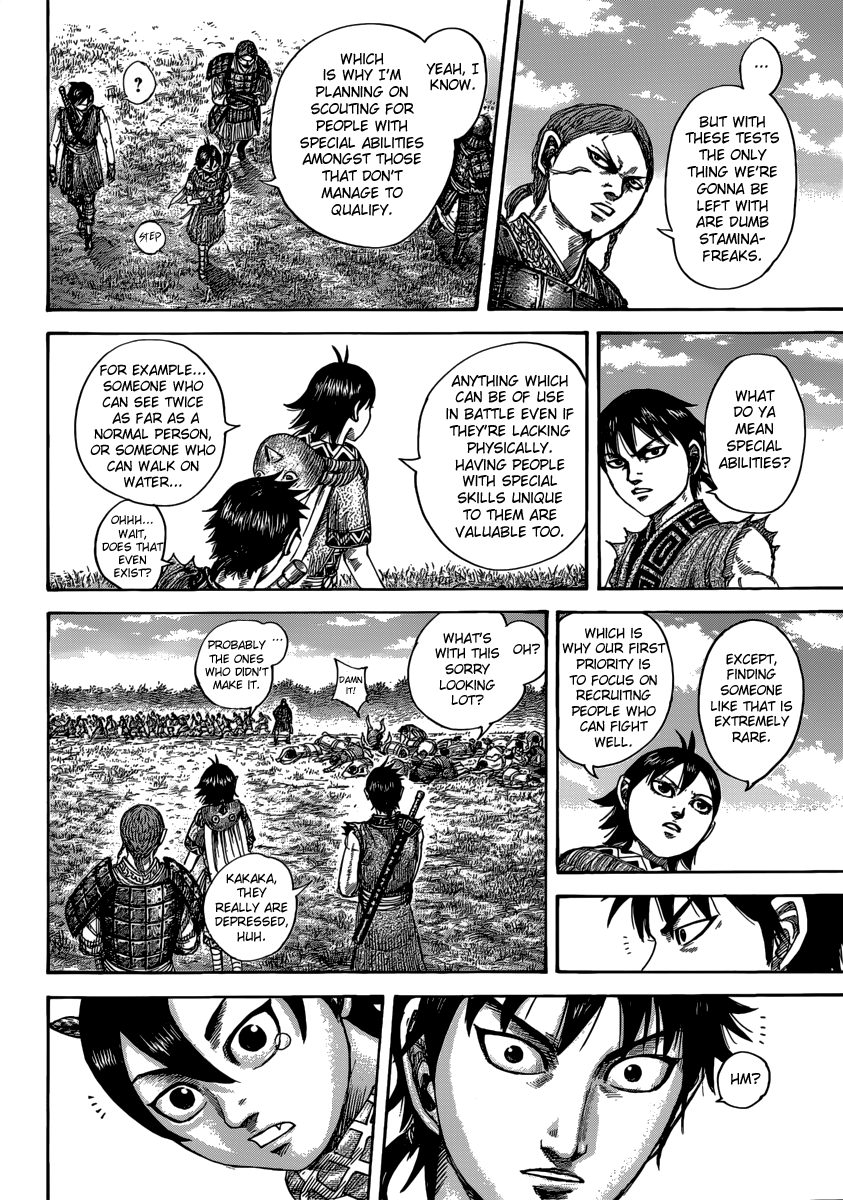 ...
BUT WITH
THESE TESTS
THE ONLY
THING WE'RE
GONNA BE
LEFT WITH
ARE DUMB
STAMINA-
FREAKS.
YEAH, I
KNOW.
WHICH
IS WHY I'M
PLANNING ON
SCOUTING FOR
PEOPLE WITH
SPECIAL ABILITIES
AMONGST THOSE
THAT DON'T
MANAGE TO
QUALIFY.
?
STEP
WHAT
DO YA
MEAN
SPECIAL
ABILITIES?
ANYTHING WHICH
CAN BE OF USE
IN BATTLE EVEN IF
THEY'RE LACKING
PHYSICALLY.
HAVING PEOPLE
WITH SPECIAL
SKILLS UNIQUE
TO THEM ARE
VALUABLE TOO.
FOR EXAMPLE...
SOMEONE WHO
CAN SEE TWICE
AS FAR AS A
NORMAL PERSON,
OR SOMEONE WHO
CAN WALK ON
WATER...
OHHH...
WAIT,
DOES THAT
EVEN
EXIST?
EXCEPT,
FINDING
SOMEONE
LIKE THAT IS
EXTREMELY
RARE.
WHICH IS
WHY OUR FIRST
PRIORITY IS
TO FOCUS ON
RECRUITING
PEOPLE WHO
CAN FIGHT
WELL.
OH?
WHAT'S
WITH THIS
SORRY
LOOKING
LOT?
DAMN
IT!
...
PROBABLY
THE ONES
WHO DIDN'T
MAKE IT.
KAKAKA,
THEY
REALLY ARE
DEPRESSED,
HUH.
HM?